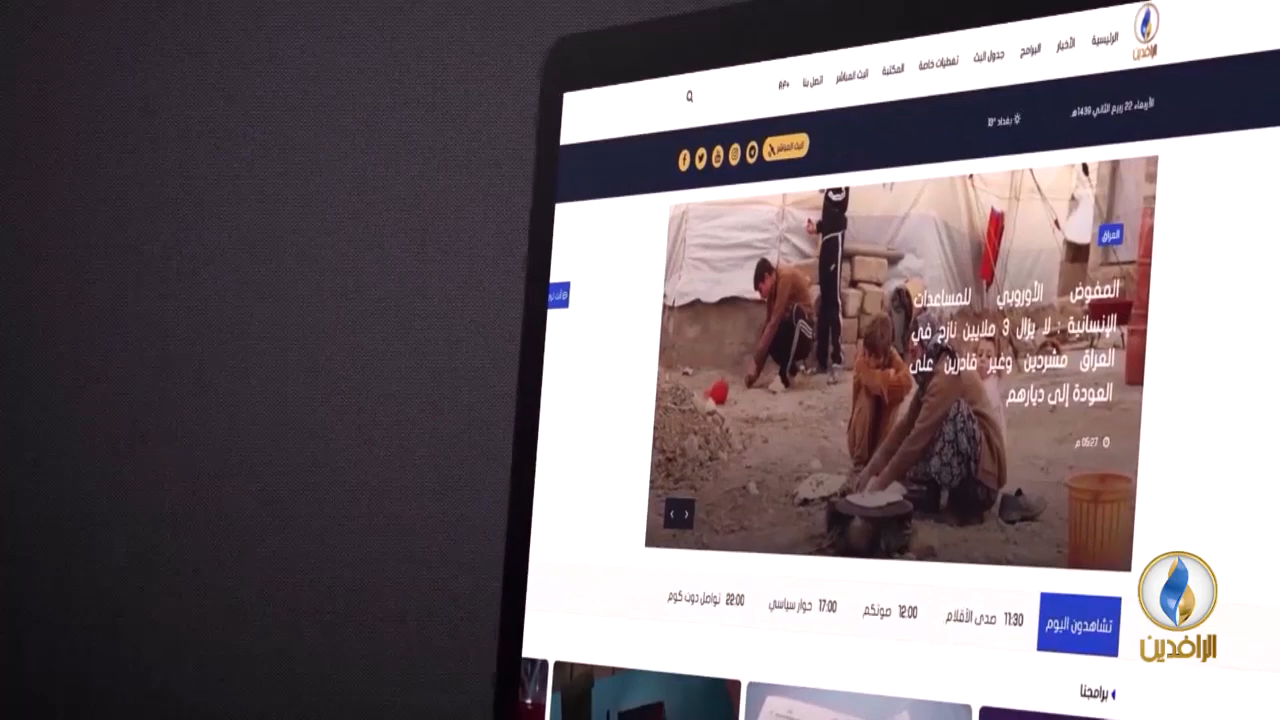 الرافدين
الرئيسية الأخبار البرامج جدول البث تغطيات خاصة المكتبة البث المباشر اتصل بنا
الأربعاء 22 ربيع الثاني 1439هـ
بغداد
البث المباشر
العراق
المفوض الأوروبي للمساعدات
الإنسانية : لا يزال 3 ملايين نازح في
العراق مشردين وغير قادرين على
العودة إلى ديارهم
05:27 م
تشاهدون اليوم
11:30 صدى الأقلام
12:00 صونكم
17:00 حوار سياسي
22:00 تواصل دوت كوم
برامجنا
الرافدين